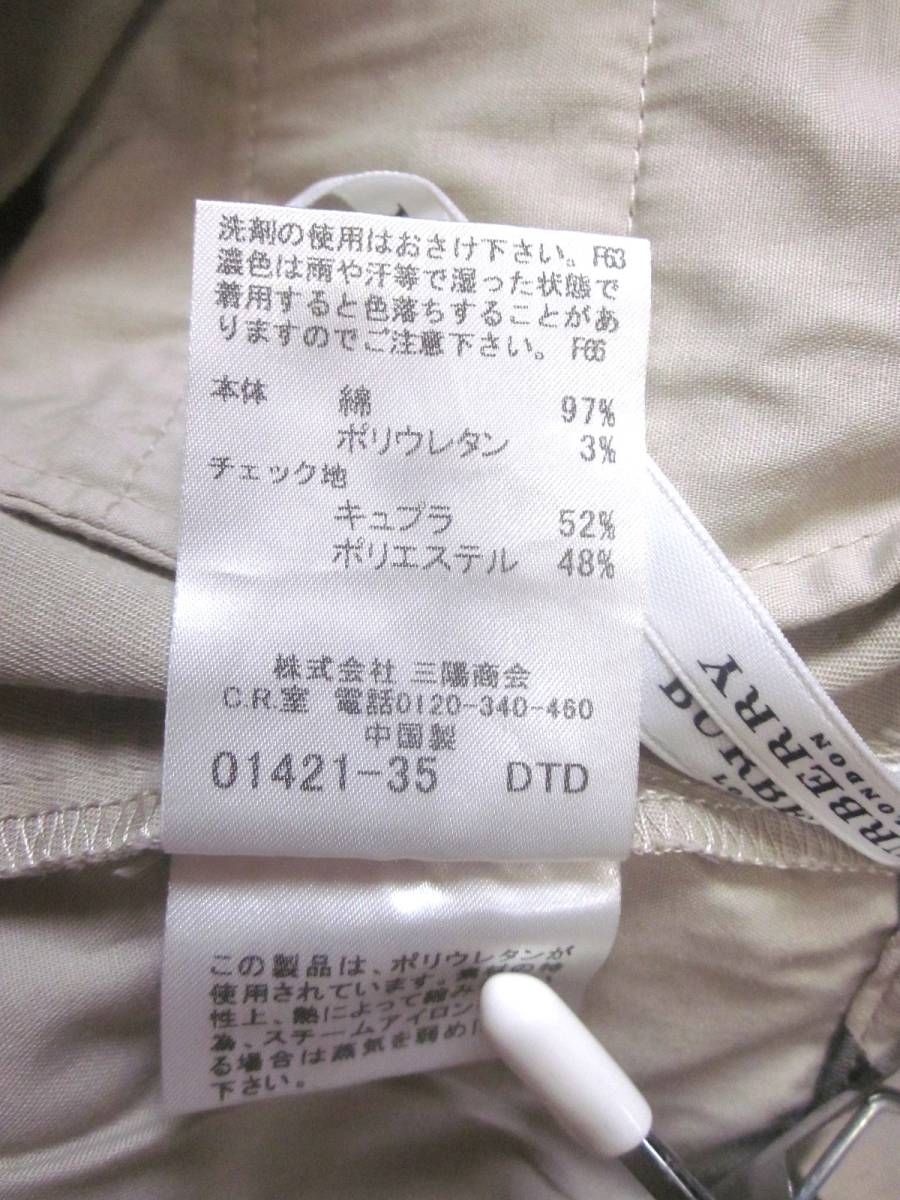 洗剤の使用はおさけ下さい。F63
濃色は雨や汗等で湿った状態で
着用すると色落ちすることがあ
りますのでご注意下さい。 F66
本体 綿 97%
ポリウレタン 3%
チェック地
キュプラ 52%
ポリエステル 48%
株式会社 三陽商会
C.R.室 電話0120-340-460
中国製
01421-35 DTD
この製品は、ポリウレタンが
使用されています。素材の特
性上、熱によって縮み
為、スチームアイロン
る場合は蒸気を弱め
下さい。
URBERRY
LONDON